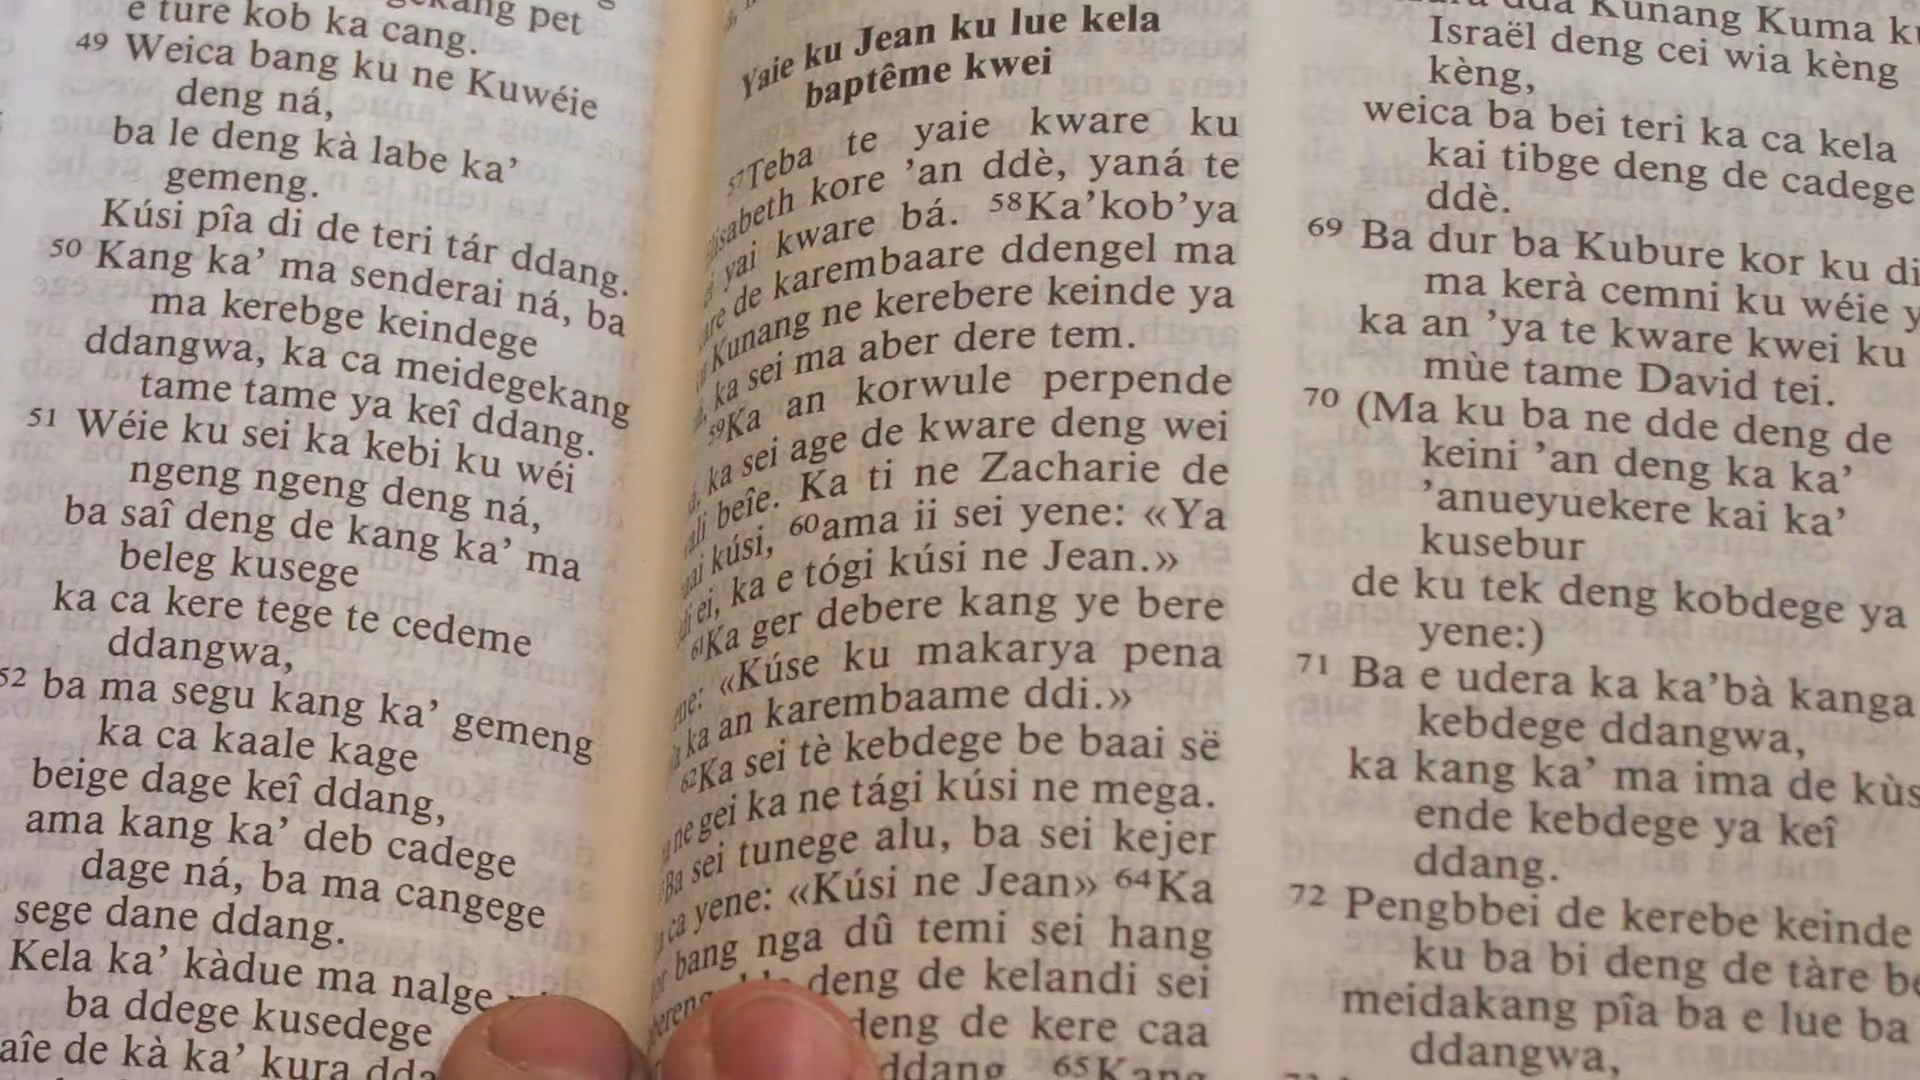 pet
e ture kob ka cang.
49 Weica bang ku ne Kuwéie
deng ná,
ba le deng kà labe ka’
gemeng.
Kúsi pîa di de teri tár ddang.
50 Kang ka’ ma senderai ná, ba
ma kerebge keindege
ddangwa, ka ca meidegekang
tame tame ya keî ddang.
51 Wéie ku sei ka kebi ku wéi
ngeng ngeng deng ná,
ba saî deng de kang ka’ ma
beleg kusege
ka ca kere tege te cedeme
ddangwa,
52 ba ma segu kang ka’ gemeng
ka ca kaale kage
beige dage keî ddang,
ama kang ka’ deb cadege
dage ná, ba ma cangege
sege dane ddang.
Kela ka’ kàdue ma nalge
ba ddege kusedege
de kà ka’ kura
Yaie ku Jean ku lue kela
baptême kwei
57Teba te yaie kware ku
kore ’an ddè, yaná te
yai kware bá. 58Ka’kob’ya
de karembaare ddengel ma
Kunang ne kerebere keinde ya
ka sei ma aber dere tem.
59Ka an korwule perpende
ka sei age de kware deng wei
beîe. Ka ti ne Zacharie de
kúsi, 60ama ii sei yene: «Ya
ei, ka e tógi kúsi ne Jean.»
61Ka ger debere kang ye bere
«Kúse ku makarya pena
ka an karembaame ddi.»
62Ka sei tè kebdege be baai së
ne gei ka ne tági kúsi ne mega.
Ba sei tunege alu, ba sei kejer
ca yene: «Kúsi ne Jean» 64Ka
bang nga dû temi sei hang
deng de kelandi sei
deng de kere caa
ddang. 65Kang
Kunang Kuma
Israël deng cei wia kèng
kèng,
weica ba bei teri ka ca kela
kai tibge deng de cadege
ddè.
69 Ba dur ba Kubure kor ku di
ma kerà cemni ku wéie
ka an ’ya te kware kwei ku
mùe tame David tei.
70 (Ma ku ba ne dde deng de
keini ’an deng ka ka’
’anueyuekere kai ka’
kusebur
de ku tek deng kobdege ya
yene:)
71 Ba e udera ka ka’bà kanga
kebdege ddangwa,
ka kang ka’ ma ima de
ende kebdege ya keî
ddang.
72 Pengbbei de kerebe keinde
ku ba bi deng de tàre
meidakang pîa ba e lue ba
ddangwa,